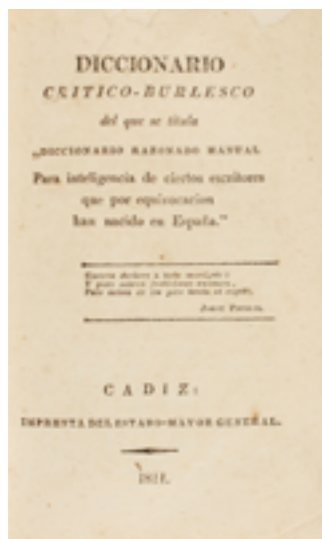 DICCIONARIO
CRITICO-BURLESCO
del que se titula
„DICCIONARIO RAZONADO MANUAL
Para inteligencia de ciertos escritores
que por equivocacion
han nacido en España.”
CADIZ:
IMPRENTA DEL ESTADO-MAYOR GENERAL.